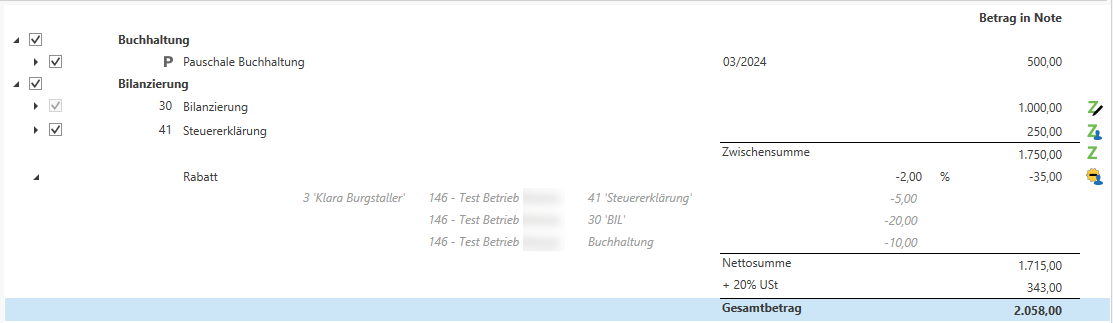 Betrag in Note
Buchhaltung
P Pauschale Buchhaltung 03/2024 500,00
Bilanzierung
30 Bilanzierung 1.000,00 Z
41 Steuererklärung 250,00 Z
Zwischensumme 1.750,00 Z
Rabatt -2,00 % -35,00
3 'Klara Burgstaller' 146 - Test Betrieb 41 'Steuererklärung' -5,00
146 - Test Betrieb 30 'BIL' -20,00
146 - Test Betrieb Buchhaltung -10,00
Nettosumme 1.715,00
+ 20% USt 343,00
Gesamtbetrag 2.058,00